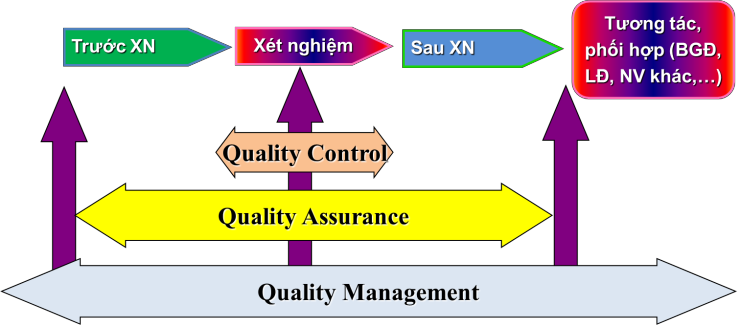 Trước XN
Xét nghiệm
Sau XN
Tương tác,
phối hợp (BGĐ,
LĐ, NV khác,…)
Quality Control
Quality Assurance
Quality Management